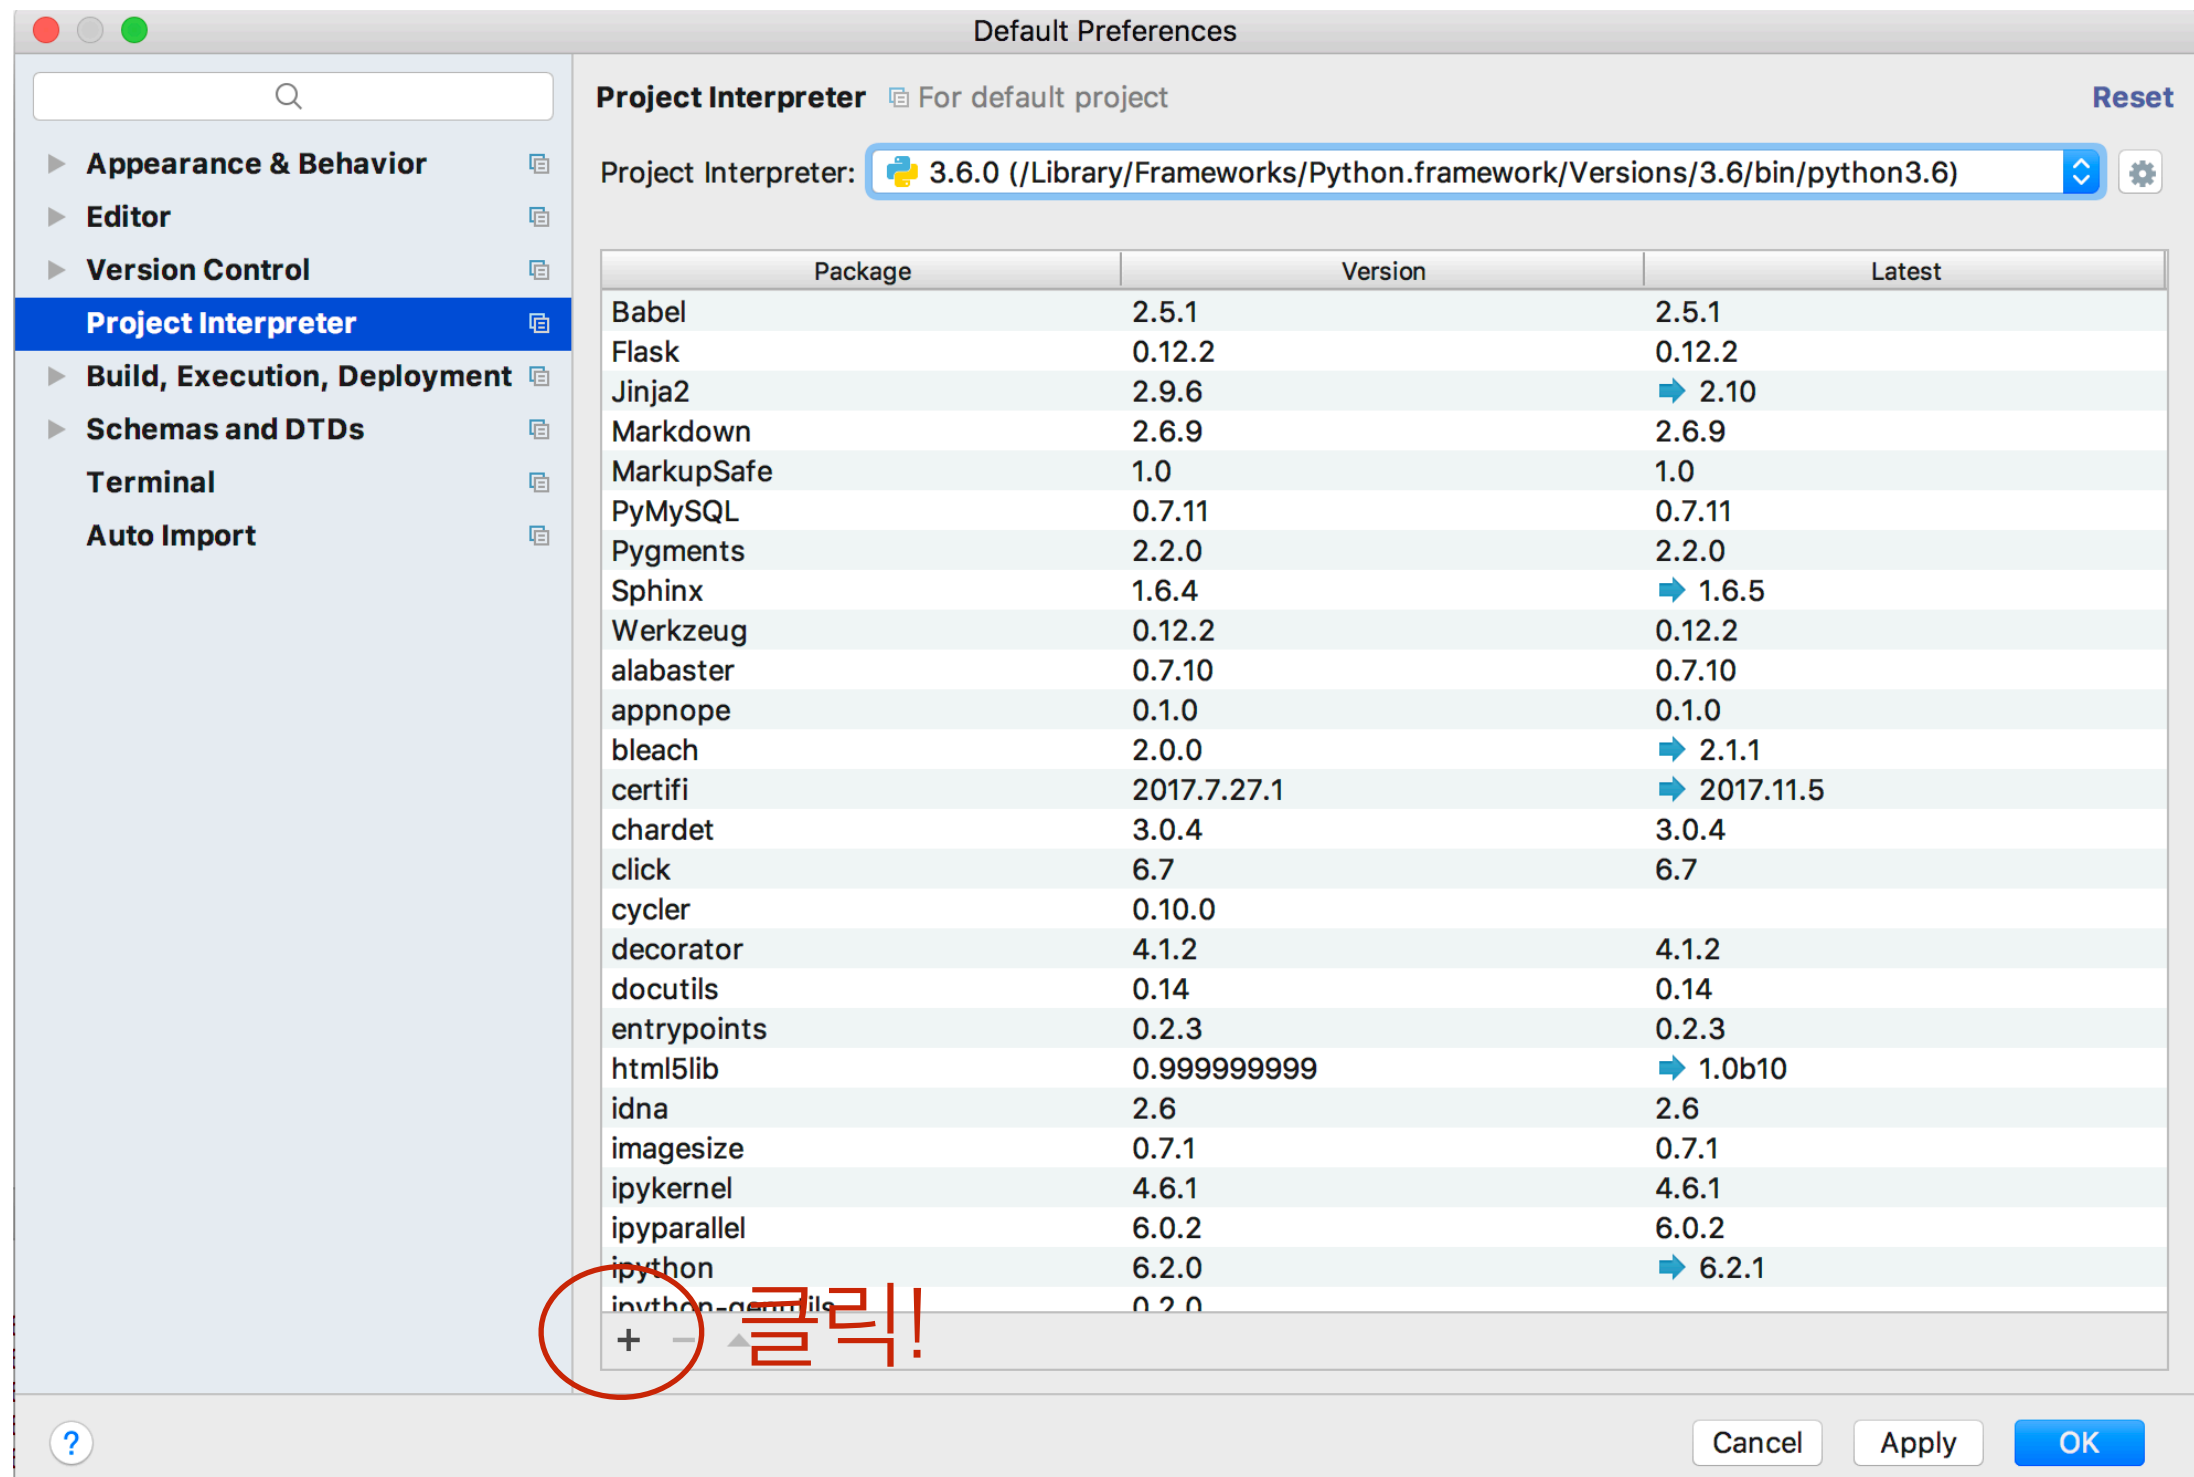 Default Preferences
Project Interpreter For default project Reset
Project Interpreter: 3.6.0 (/Library/Frameworks/Python.framework/Versions/3.6/bin/python3.6)
Appearance & Behavior
Editor
Version Control
Project Interpreter
Build, Execution, Deployment
Schemas and DTDs
Terminal
Auto Import
Package Version Latest
Babel 2.5.1 2.5.1
Flask 0.12.2 0.12.2
Jinja2 2.9.6 2.10
Markdown 2.6.9 2.6.9
MarkupSafe 1.0 1.0
PyMySQL 0.7.11 0.7.11
Pygments 2.2.0 2.2.0
Sphinx 1.6.4 1.6.5
Werkzeug 0.12.2 0.12.2
alabaster 0.7.10 0.7.10
appnope 0.1.0 0.1.0
bleach 2.0.0 2.1.1
certifi 2017.7.27.1 2017.11.5
chardet 3.0.4 3.0.4
click 6.7 6.7
cycler 0.10.0
decorator 4.1.2 4.1.2
docutils 0.14 0.14
entrypoints 0.2.3 0.2.3
html5lib 0.999999999 1.0b10
idna 2.6 2.6
imagesize 0.7.1 0.7.1
ipykernel 4.6.1 4.6.1
ipyparallel 6.0.2 6.0.2
ipython 6.2.0 6.2.1
ipython-genutils 0.2.0
클릭!
Cancel Apply OK